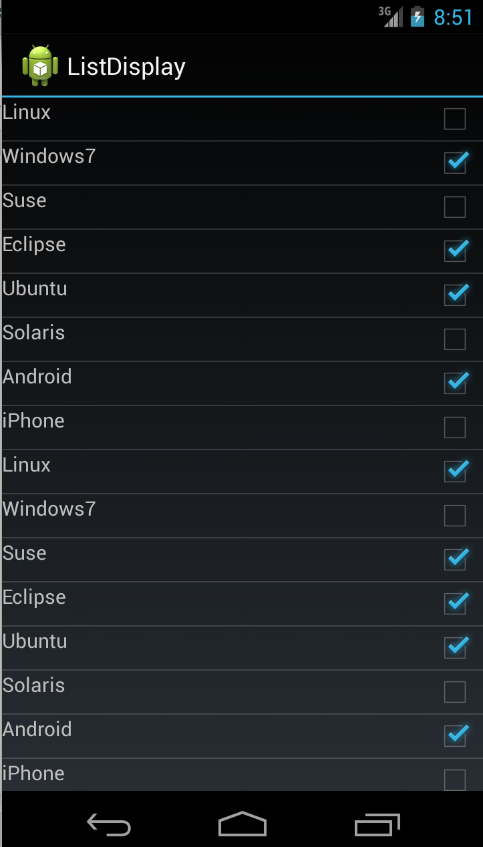 3G 8:51
ListDisplay
Linux
Windows7
Suse
Eclipse
Ubuntu
Solaris
Android
iPhone
Linux
Windows7
Suse
Eclipse
Ubuntu
Solaris
Android
iPhone